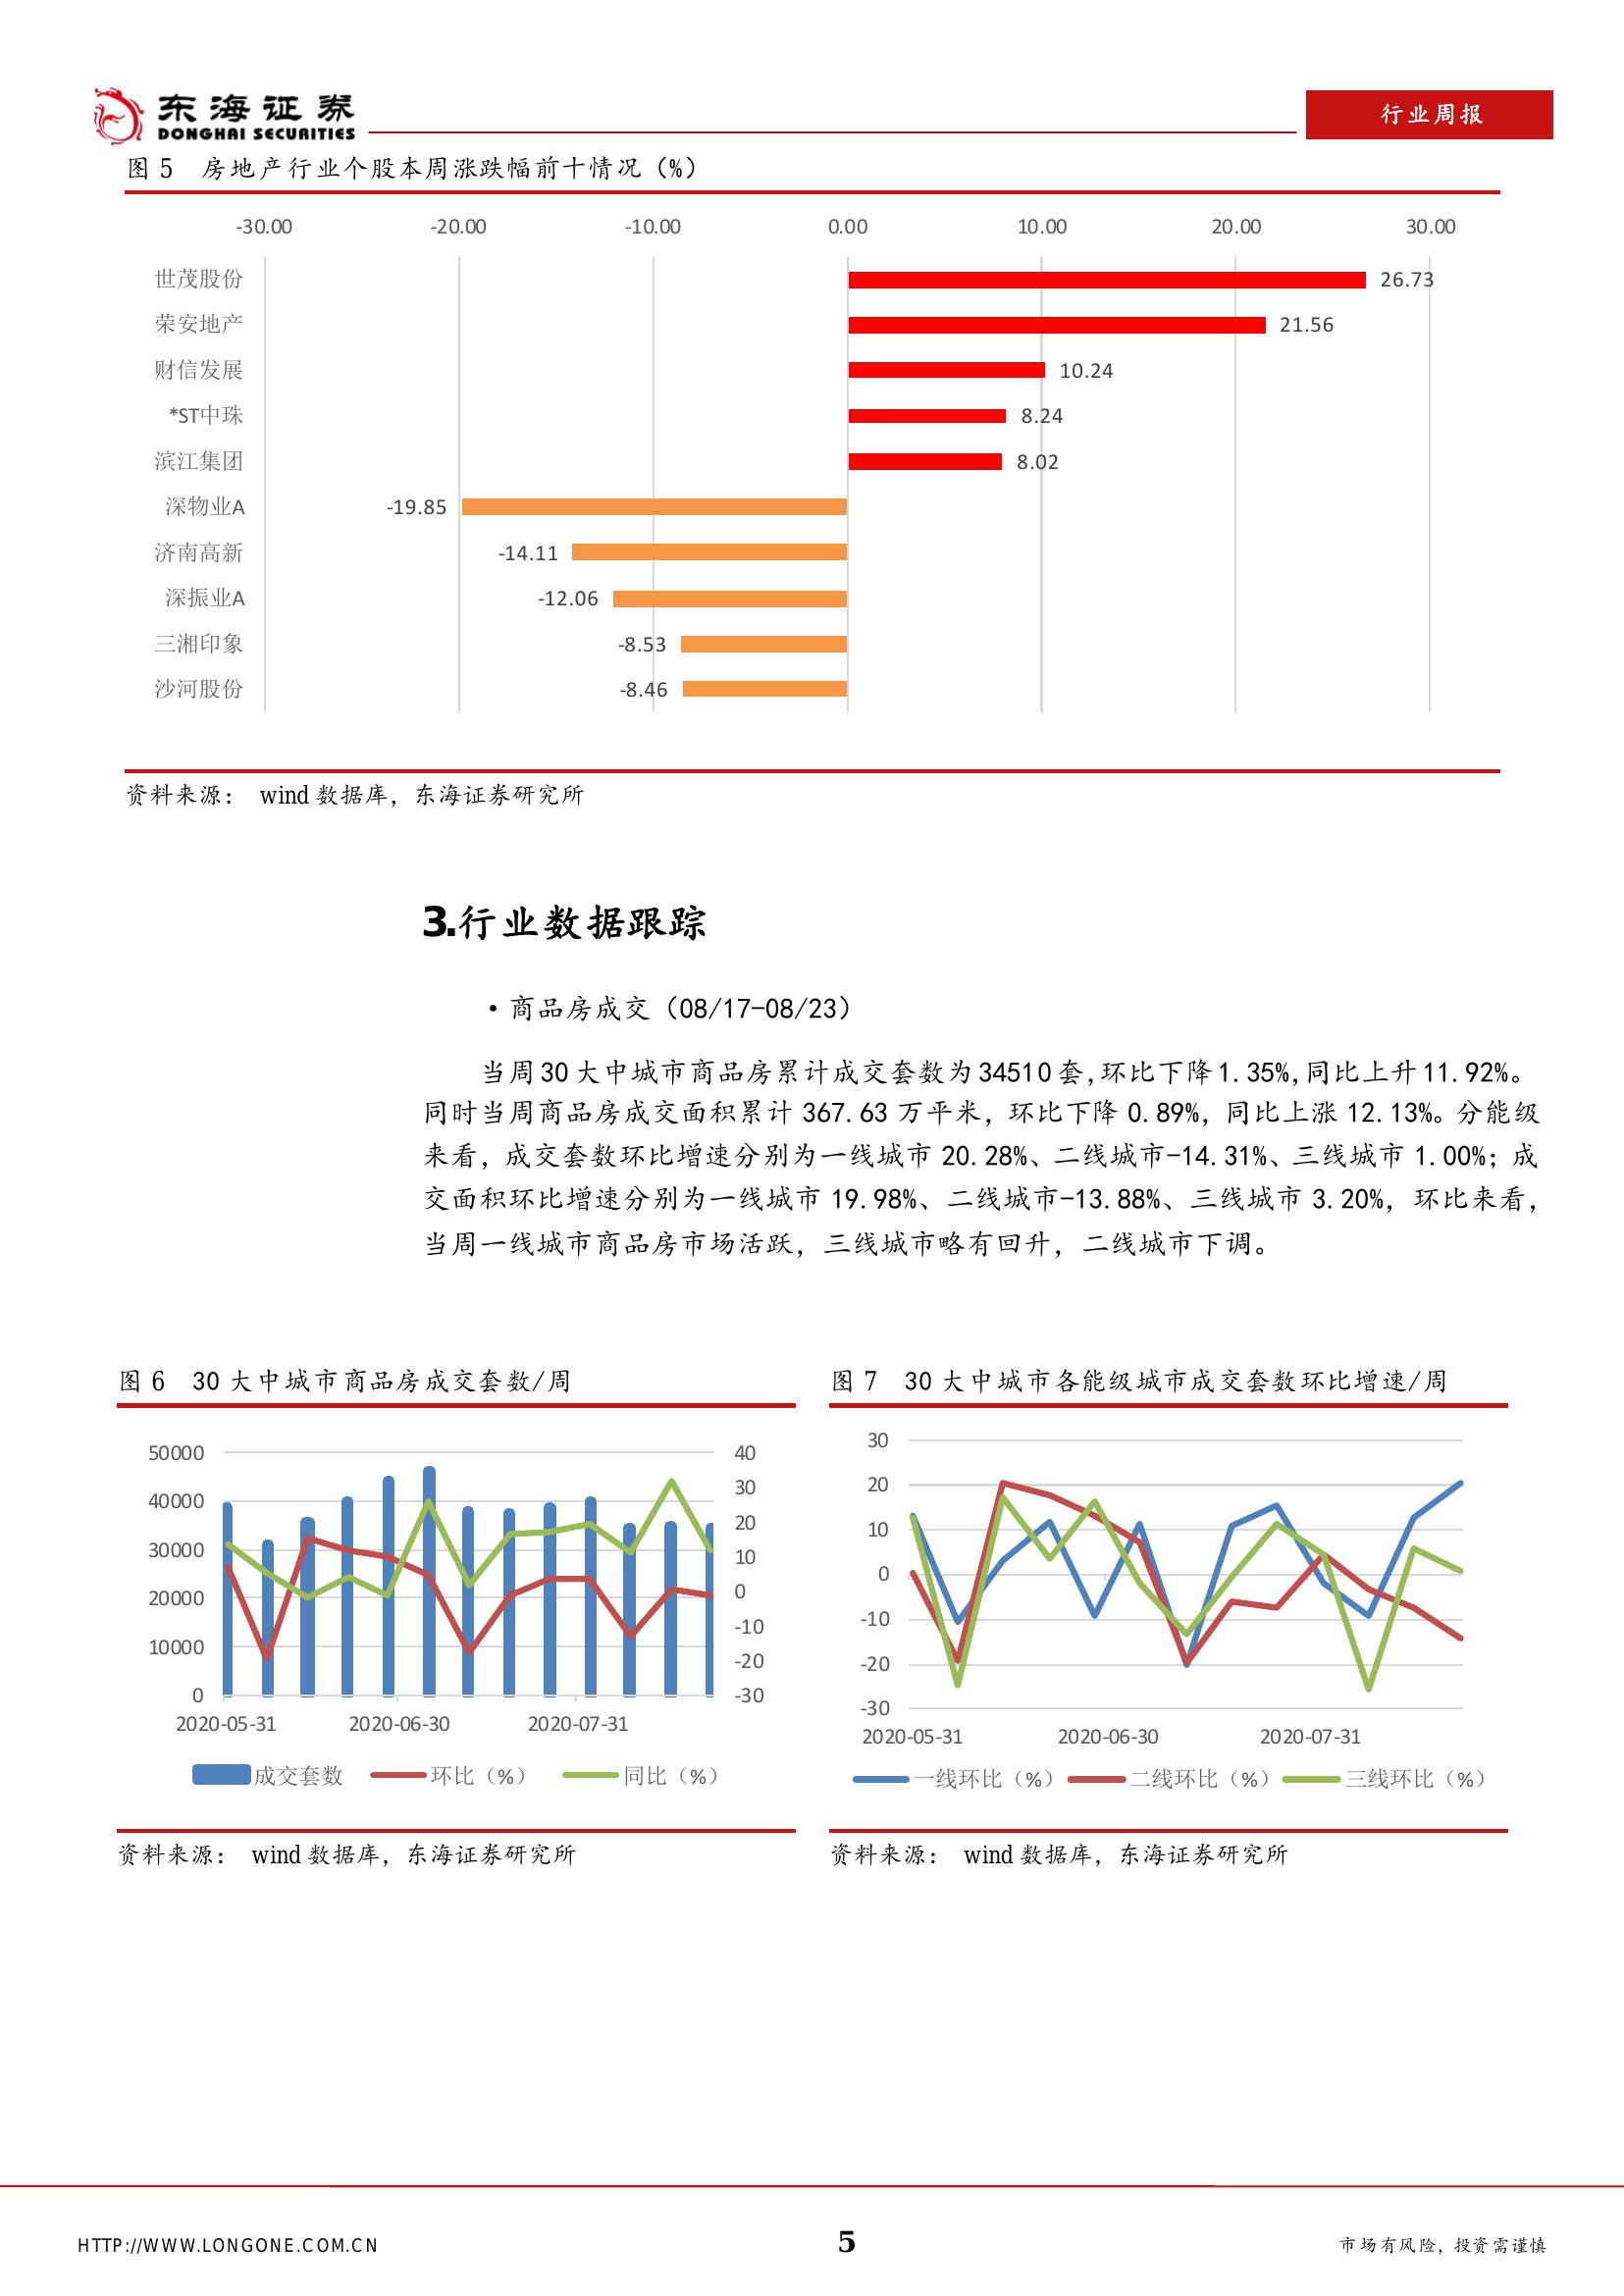 东海证券
DONGHAI SECURITIES
行业周报
图 5 房地产行业个股本周涨跌幅前十情况（%）
-30.00 -20.00 -10.00 0.00 10.00 20.00 30.00
世茂股份 26.73
荣安地产 21.56
财信发展 10.24
*ST中珠 8.24
滨江集团 8.02
深物业A -19.85
济南高新 -14.11
深振业A -12.06
三湘印象 -8.53
沙河股份 -8.46
资料来源： wind 数据库，东海证券研究所
3.行业数据跟踪
·商品房成交（08/17-08/23）
当周 30 大中城市商品房累计成交套数为 34510 套,环比下降 1.35%,同比上升 11.92%。
同时当周商品房成交面积累计 367.63 万平米，环比下降 0.89%，同比上涨 12.13%。分能级
来看，成交套数环比增速分别为一线城市 20.28%、二线城市-14.31%、三线城市 1.00%；成
交面积环比增速分别为一线城市 19.98%、二线城市-13.88%、三线城市 3.20%，环比来看，
当周一线城市商品房市场活跃，三线城市略有回升，二线城市下调。
图 6 30 大中城市商品房成交套数/周
50000 40
40000 30
30000 20
20000 10
10000 0
0 -10
-20
-30
2020-05-31 2020-06-30 2020-07-31
成交套数 环比（%） 同比（%）
资料来源： wind 数据库，东海证券研究所
图 7 30 大中城市各能级城市成交套数环比增速/周
30
20
10
0
-10
-20
-30
2020-05-31 2020-06-30 2020-07-31
一线环比（%） 二线环比（%） 三线环比（%）
资料来源： wind 数据库，东海证券研究所
HTTP://WWW.LONGONE.COM.CN
5
市场有风险，投资需谨慎